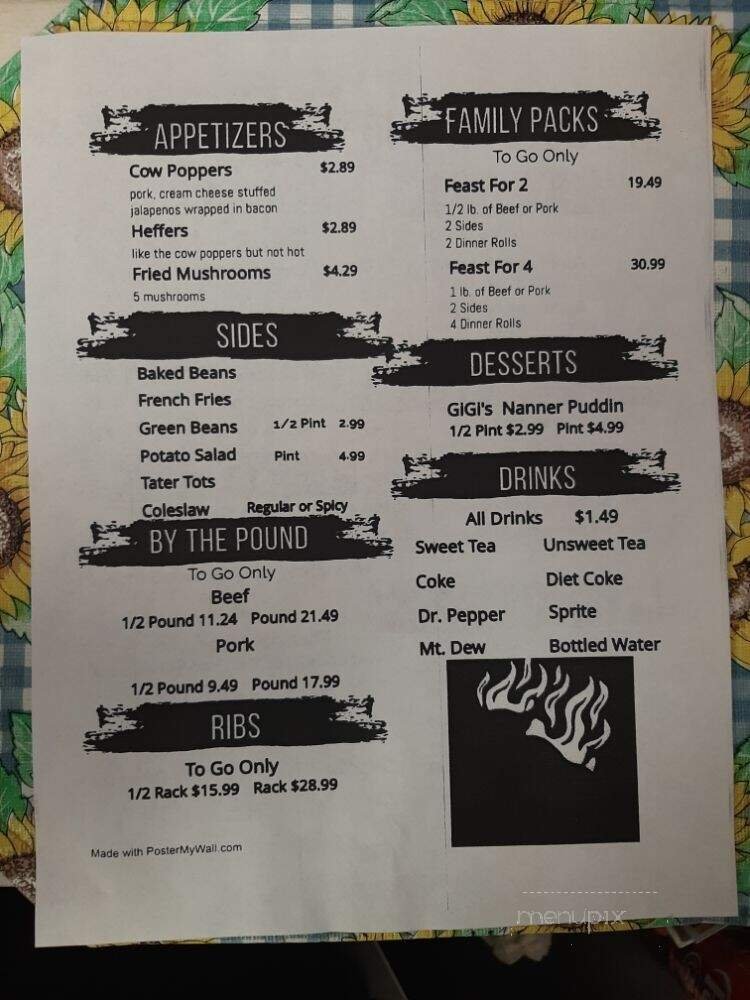 APPETIZERS
Cow Poppers $2.89
pork, cream cheese stuffed
jalapenos wrapped in bacon
Heffers $2.89
like the cow poppers but not hot
Fried Mushrooms $4.29
5 mushrooms
SIDES
Baked Beans
French Fries
Green Beans 1/2 Pint 2.99
Potato Salad Pint 4.99
Tater Tots
Coleslaw Regular or Spicy
BY THE POUND
To Go Only
Beef
1/2 Pound 11.24 Pound 21.49
Pork
1/2 Pound 9.49 Pound 17.99
RIBS
To Go Only
1/2 Rack $15.99 Rack $28.99
Made with PosterMyWall.com
FAMILY PACKS
To Go Only
Feast For 2 19.49
1/2 lb. of Beef or Pork
2 Sides
2 Dinner Rolls
Feast For 4 30.99
1 lb. of Beef or Pork
2 Sides
4 Dinner Rolls
DESSERTS
GiGi's Nanner Puddin
1/2 Pint $2.99 Pint $4.99
DRINKS
All Drinks $1.49
Sweet Tea Unsweet Tea
Coke Diet Coke
Dr. Pepper Sprite
Mt. Dew Bottled Water
menupix